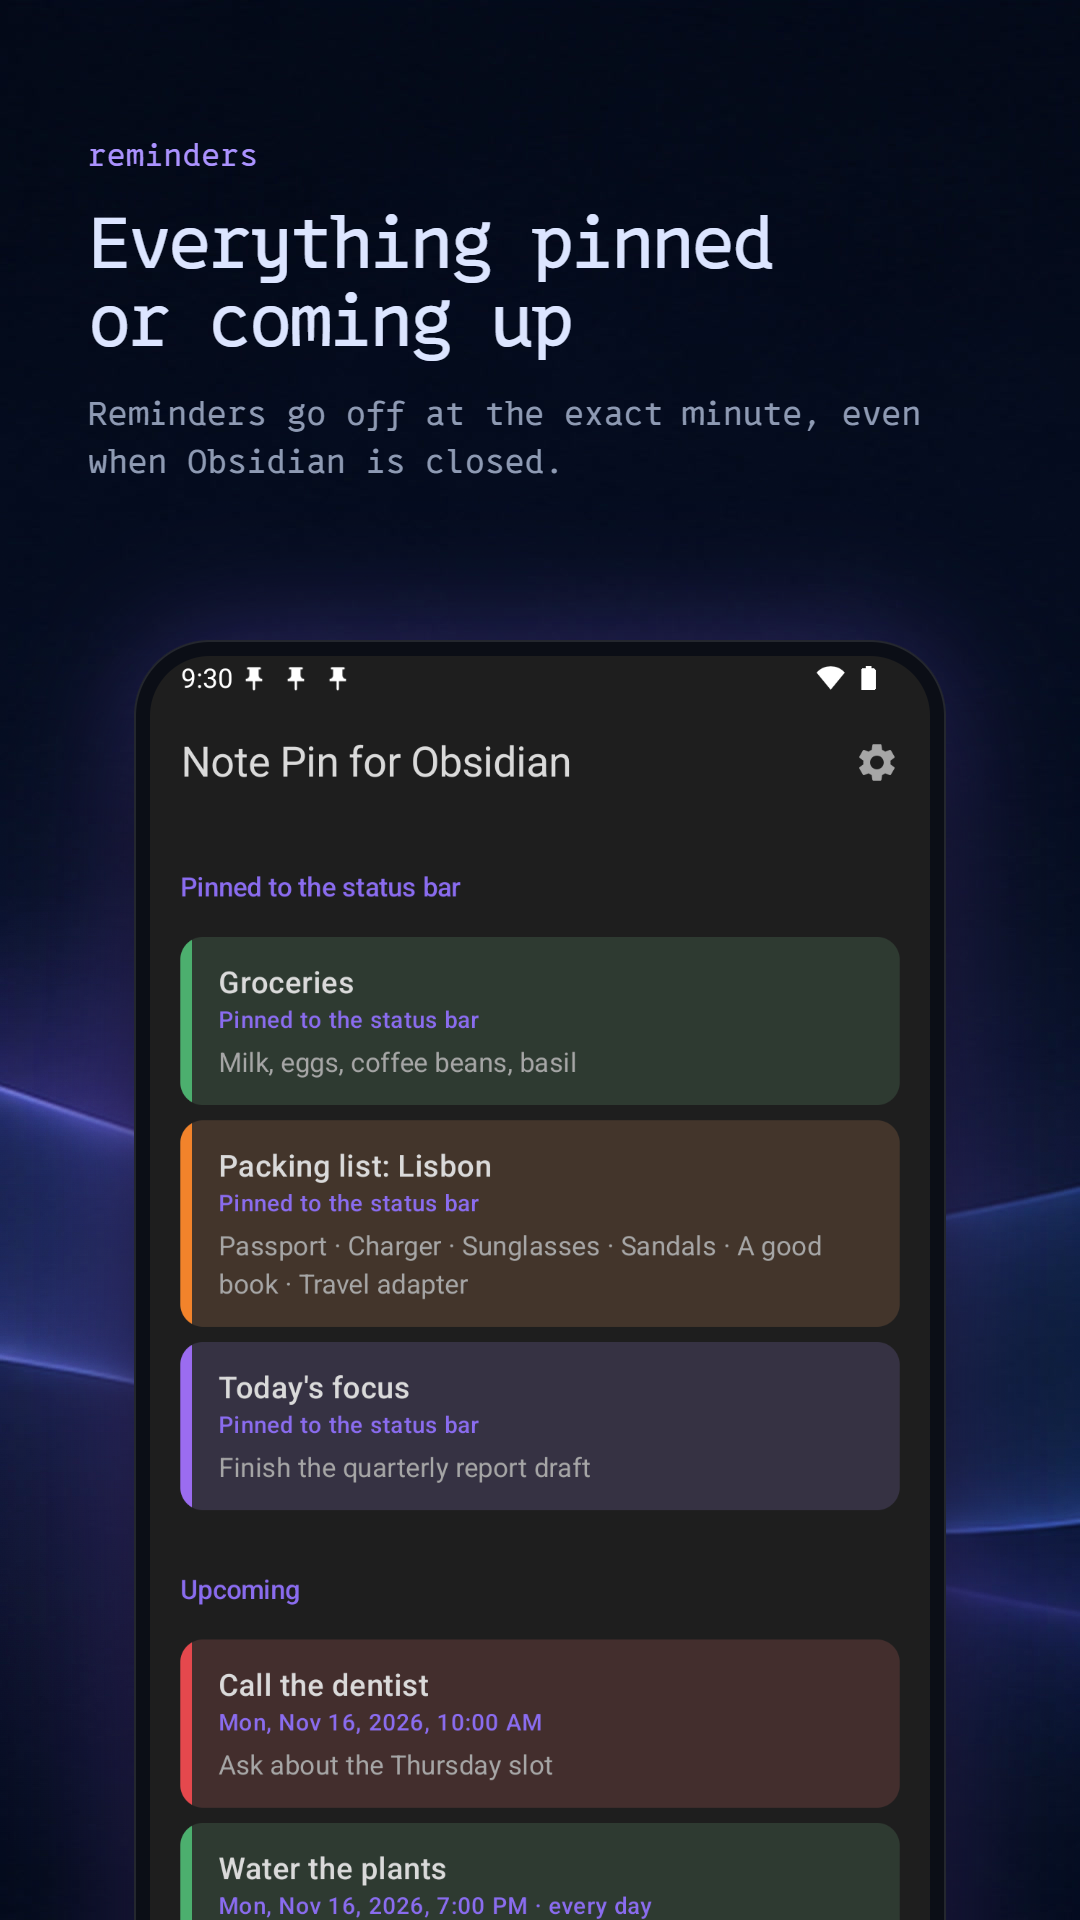 reminders
Everything pinned
or coming up
Reminders go off at the exact minute, even
when Obsidian is closed.
9:30
Note Pin for Obsidian
Pinned to the status bar
Groceries
Pinned to the status bar
Milk, eggs, coffee beans, basil
Packing list: Lisbon
Pinned to the status bar
Passport · Charger · Sunglasses · Sandals · A good
book · Travel adapter
Today's focus
Pinned to the status bar
Finish the quarterly report draft
Upcoming
Call the dentist
Mon, Nov 16, 2026, 10:00 AM
Ask about the Thursday slot
Water the plants
Mon, Nov 16, 2026, 7:00 PM · every day